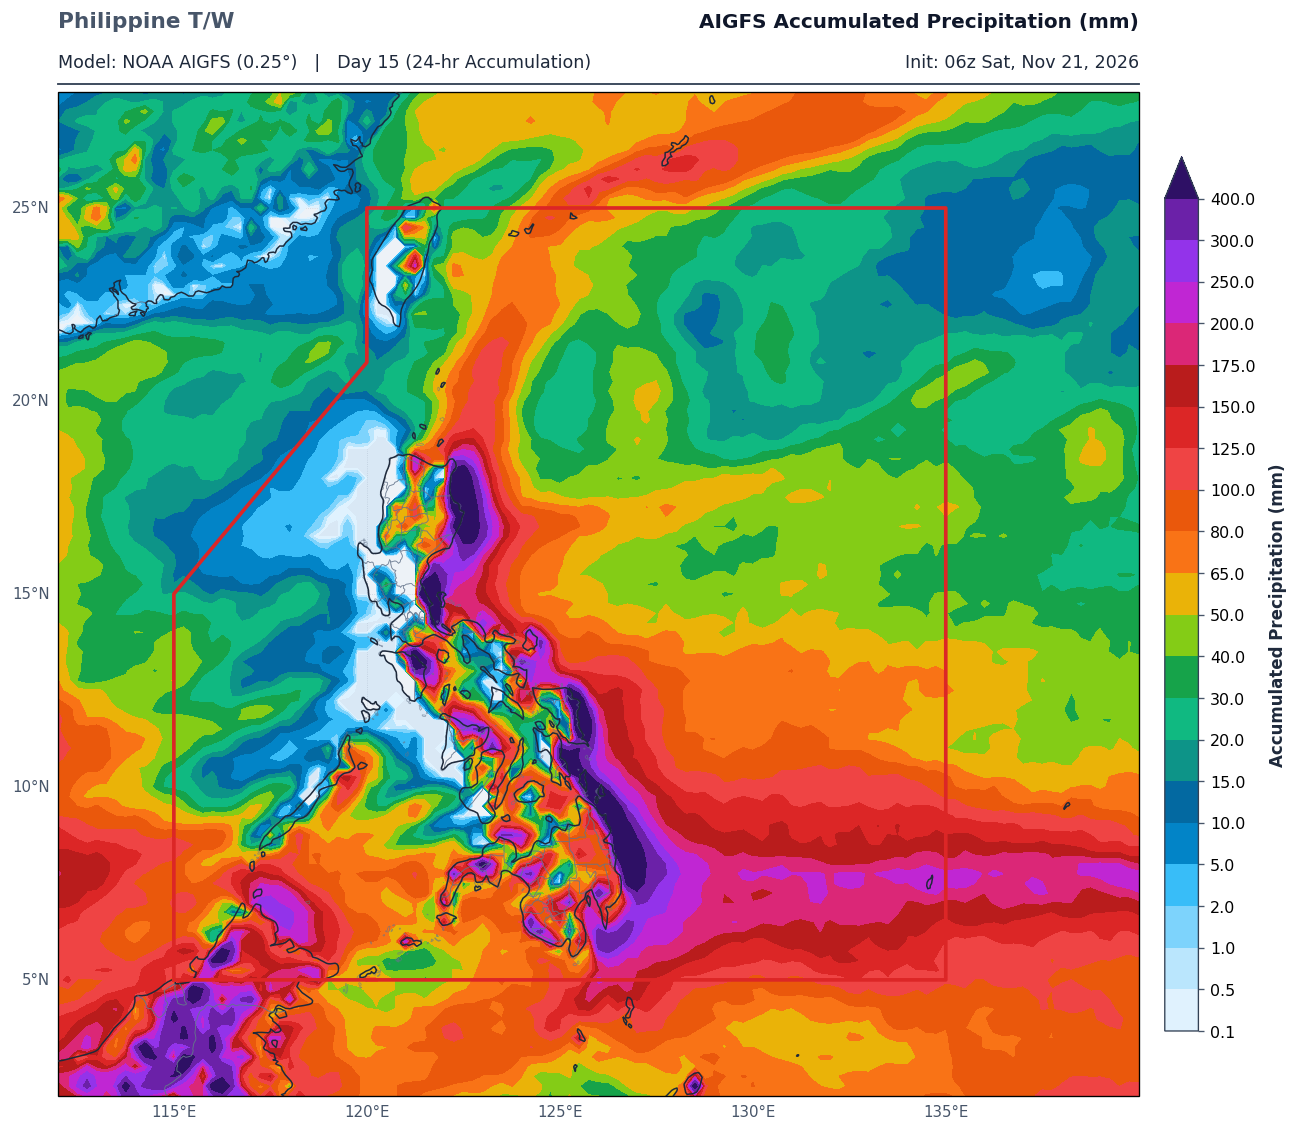 Philippine T/W
AIGFS Accumulated Precipitation (mm)
Model: NOAA AIGFS (0.25°)   |   Day 15 (24-hr Accumulation)
Init: 06z Sat, Nov 21, 2026
25°N
20°N
15°N
10°N
5°N
115°E
120°E
125°E
130°E
135°E
400.0
300.0
250.0
200.0
175.0
150.0
125.0
100.0
80.0
65.0
50.0
40.0
30.0
20.0
15.0
10.0
5.0
2.0
1.0
0.5
0.1
Accumulated Precipitation (mm)